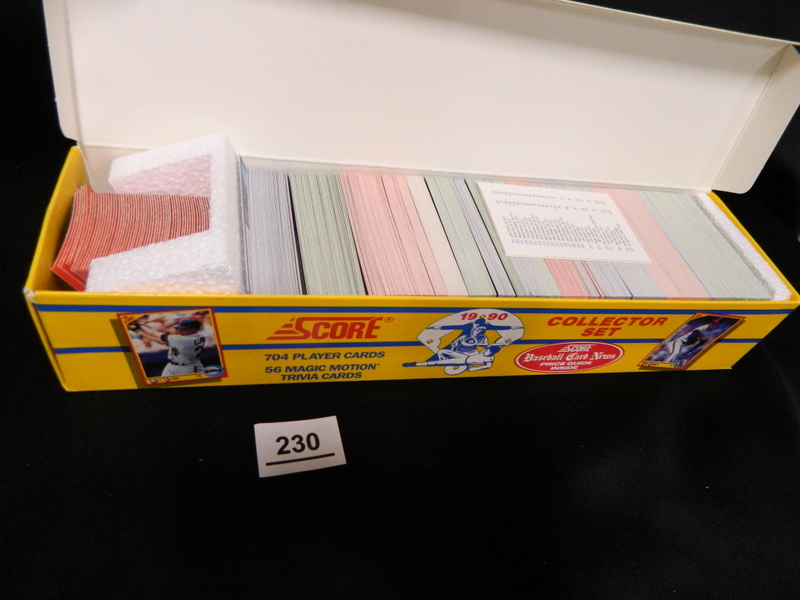 SCORE®
704 PLAYER CARDS
56 MAGIC MOTION™
TRIVIA CARDS
1990
COLLECTOR
SET
SCORE
Baseball Card News
PRICE GUIDE
INSIDE
230